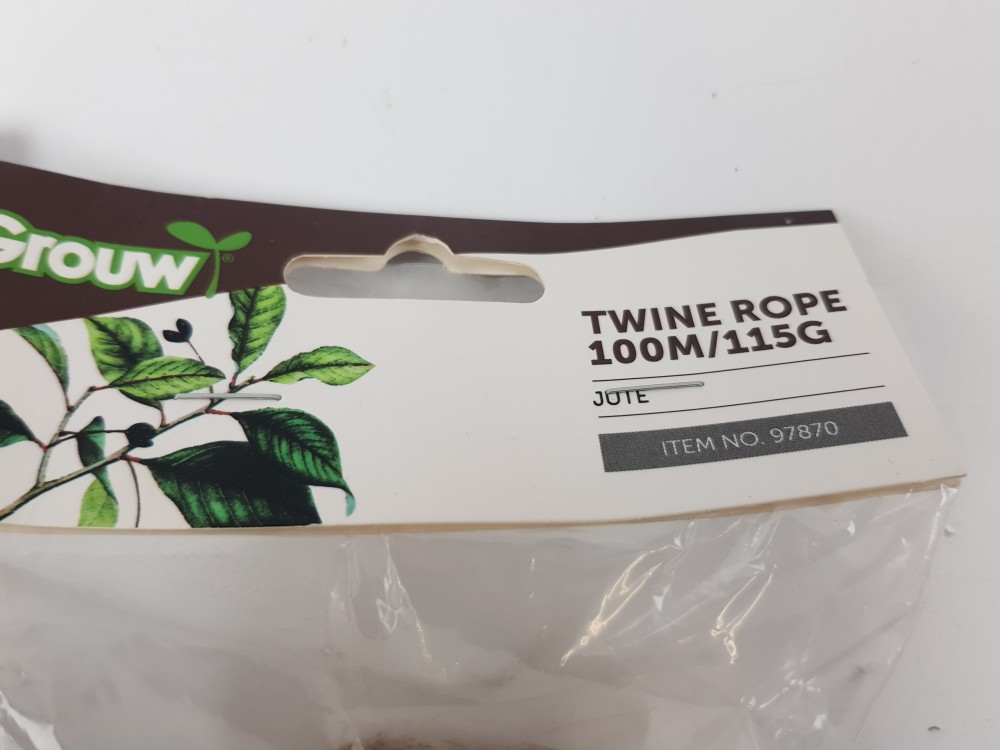 Grouw®
TWINE ROPE
100M/115G
JUTE
ITEM NO. 97870